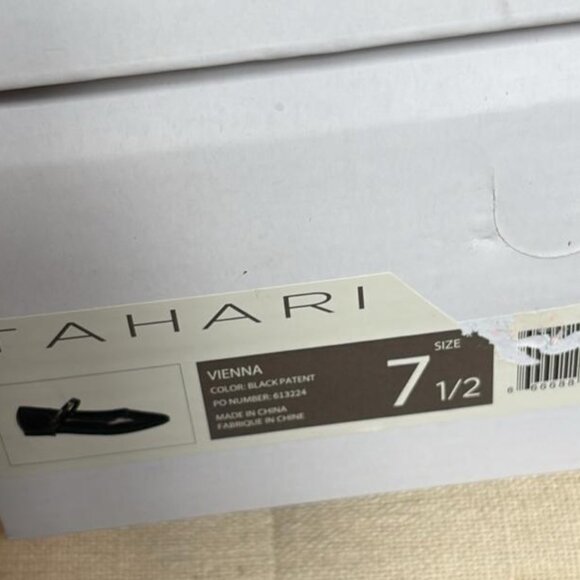 TAHARI
VIENNA
COLOR: BLACK PATENT
PO NUMBER: 613224
MADE IN CHINA
FABRIQUE IN CHINE
SIZE
7 1/2